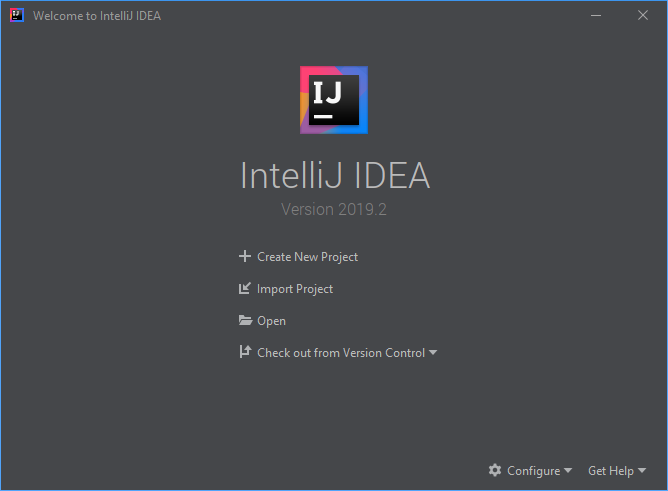 Welcome to IntelliJ IDEA
IJ
IntelliJ IDEA
Version 2019.2
Create New Project
Import Project
Open
Check out from Version Control
Configure Get Help